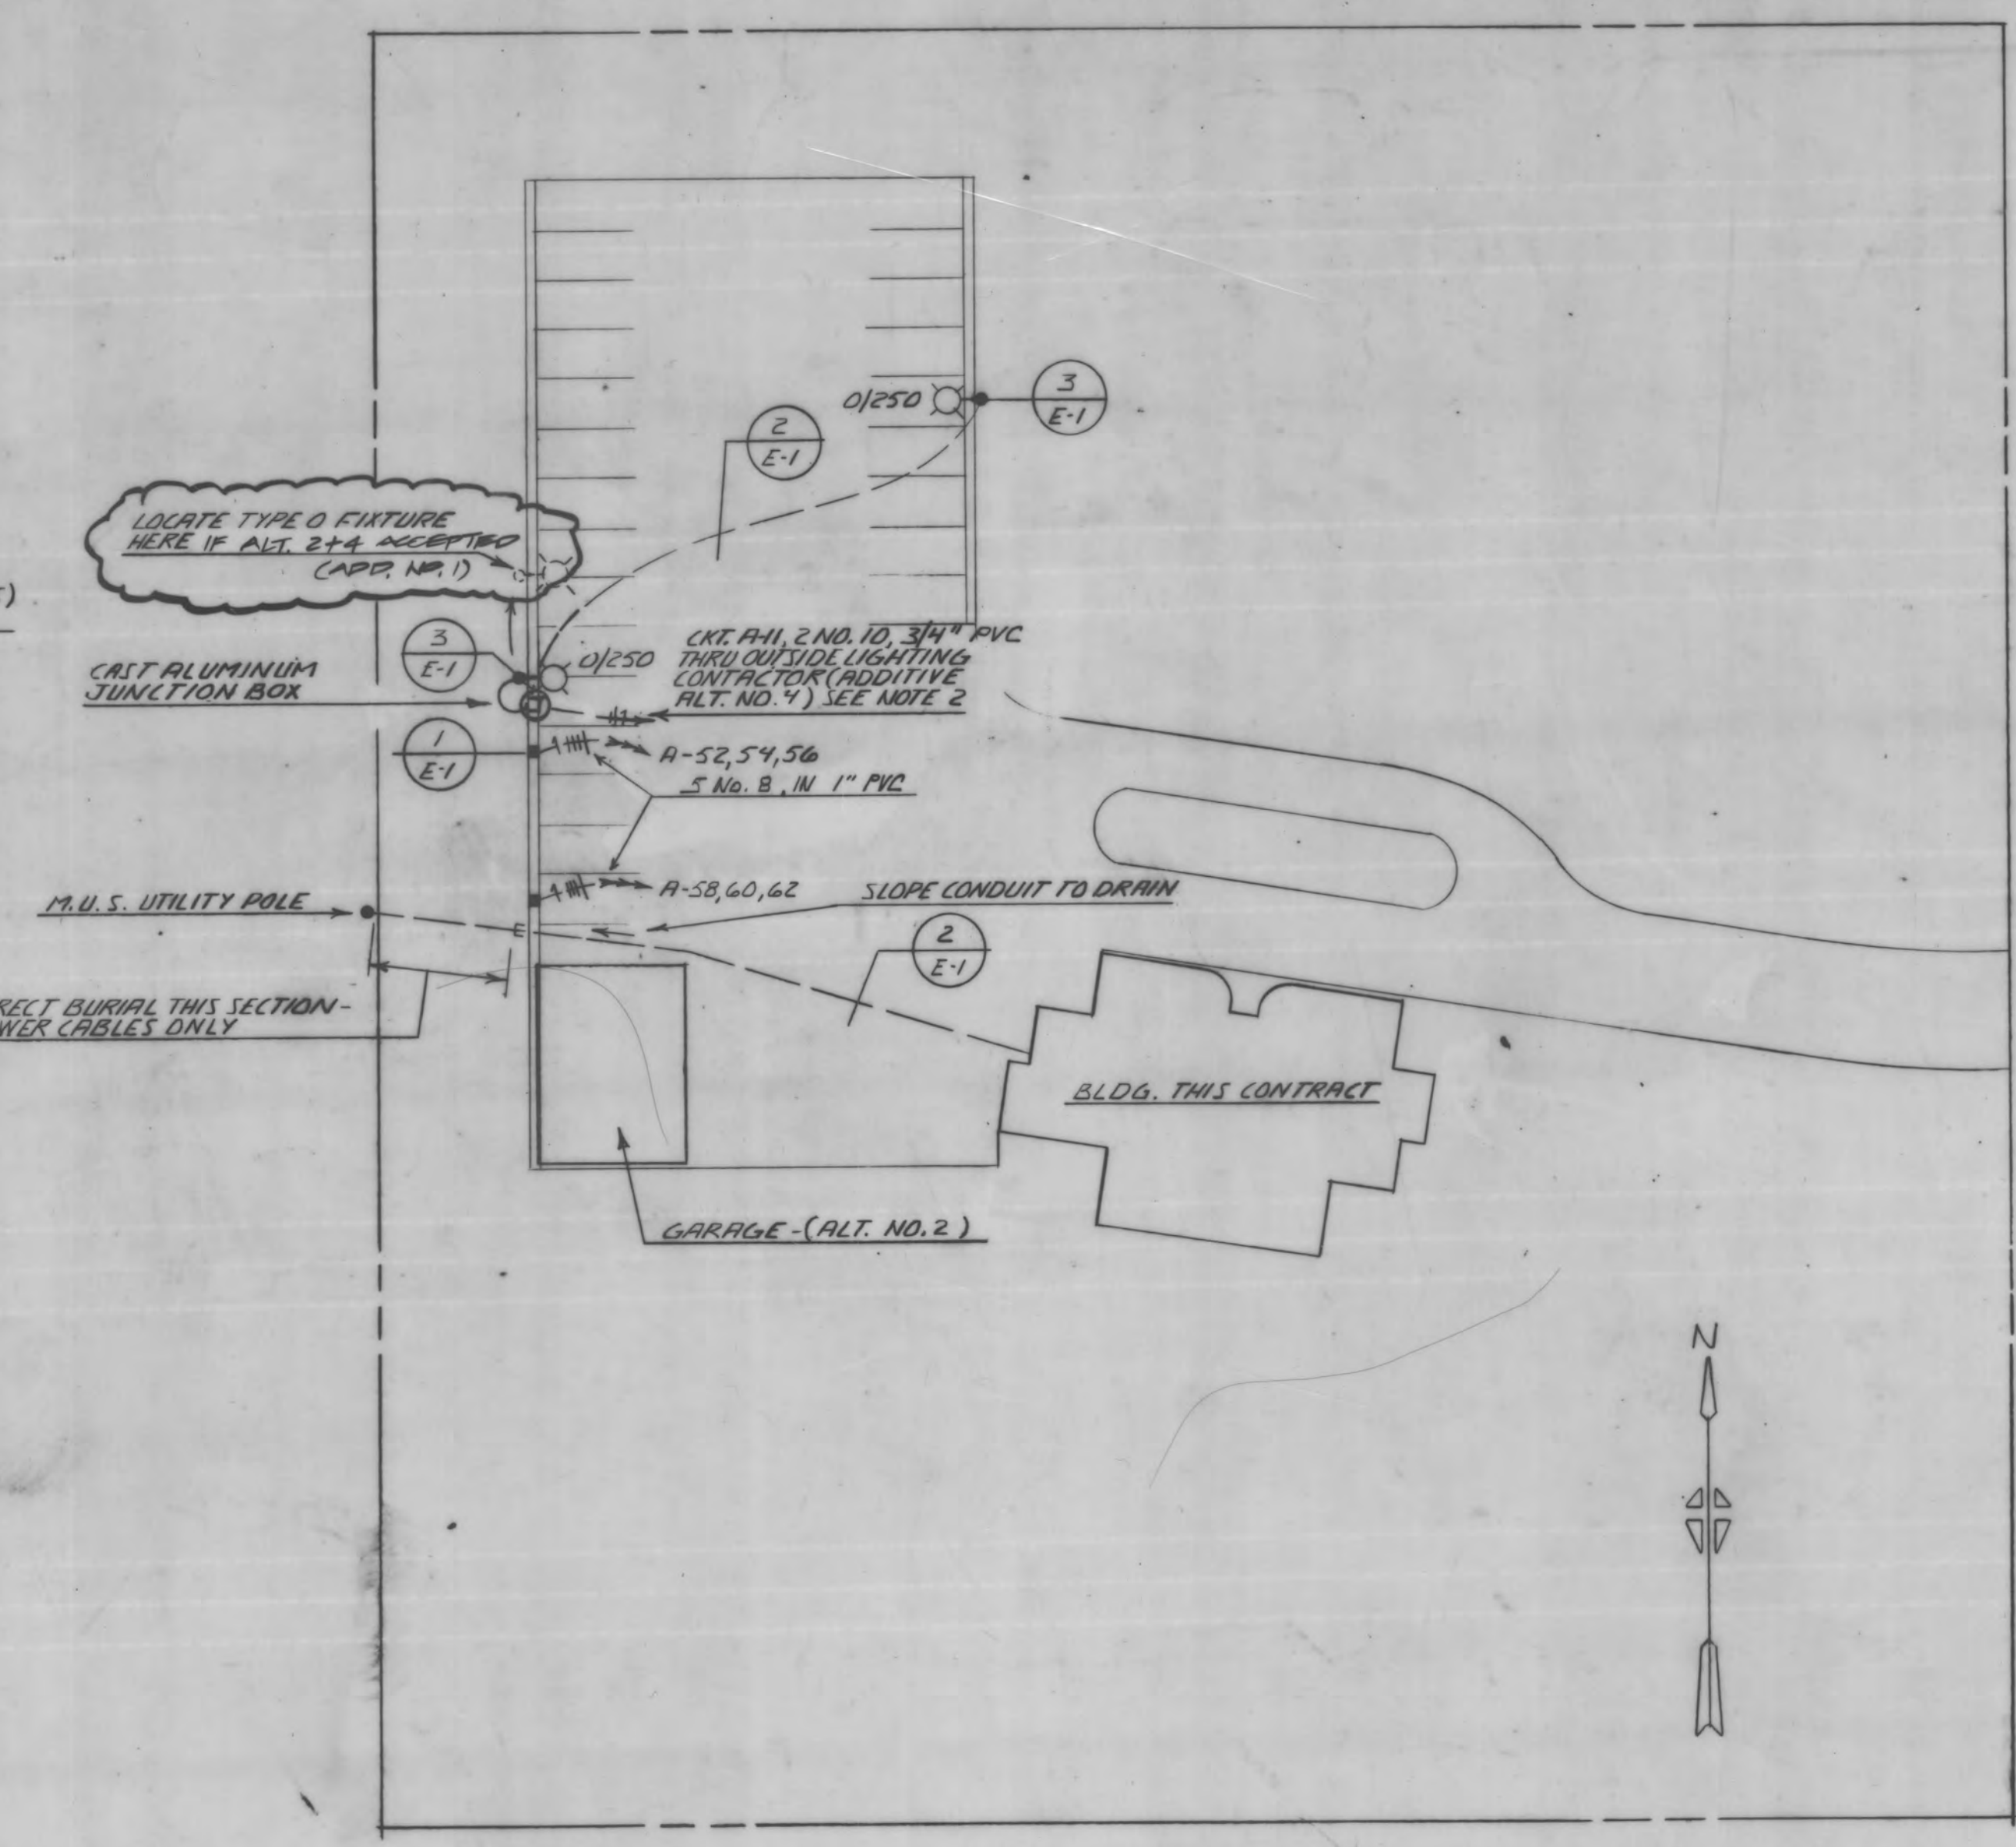 O/250
3
E-1
2
E-1
LOCATE TYPE O FIXTURE
HERE IF ALT. 2+4 ACCEPTED
(ADD. NO. 1)
3
E-1
O/250
CKT. A-11, 2 NO. 10, 3/4" PVC
THRU OUTSIDE LIGHTING
CONTACTOR (ADDITIVE
ALT. NO. 4) SEE NOTE 2
CAST ALUMINUM
JUNCTION BOX
1
E-1
A-52,54,56
5 NO. 8, IN 1" PVC
A-58,60,62
SLOPE CONDUIT TO DRAIN
M.U.S. UTILITY POLE
E
2
E-1
BURIAL THIS SECTION-
CABLES ONLY
BLDG. THIS CONTRACT
GARAGE-(ALT. NO. 2)
N